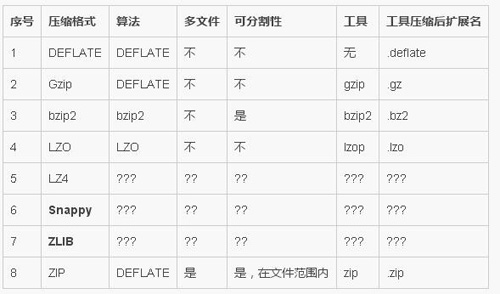 序号 压缩格式 算法 多文件 可分割性 工具 工具压缩后扩展名
1 DEFLATE DEFLATE 不 不 无 .deflate
2 Gzip DEFLATE 不 不 gzip .gz
3 bzip2 bzip2 不 是 bzip2 .bz2
4 LZO LZO 不 不 lzop .lzo
5 LZ4 ??? ?? ?? ??? ???
6 Snappy ??? ?? ?? ??? ???
7 ZLIB ??? ?? ?? ??? ???
8 ZIP DEFLATE 是 是，在文件范围内 zip .zip